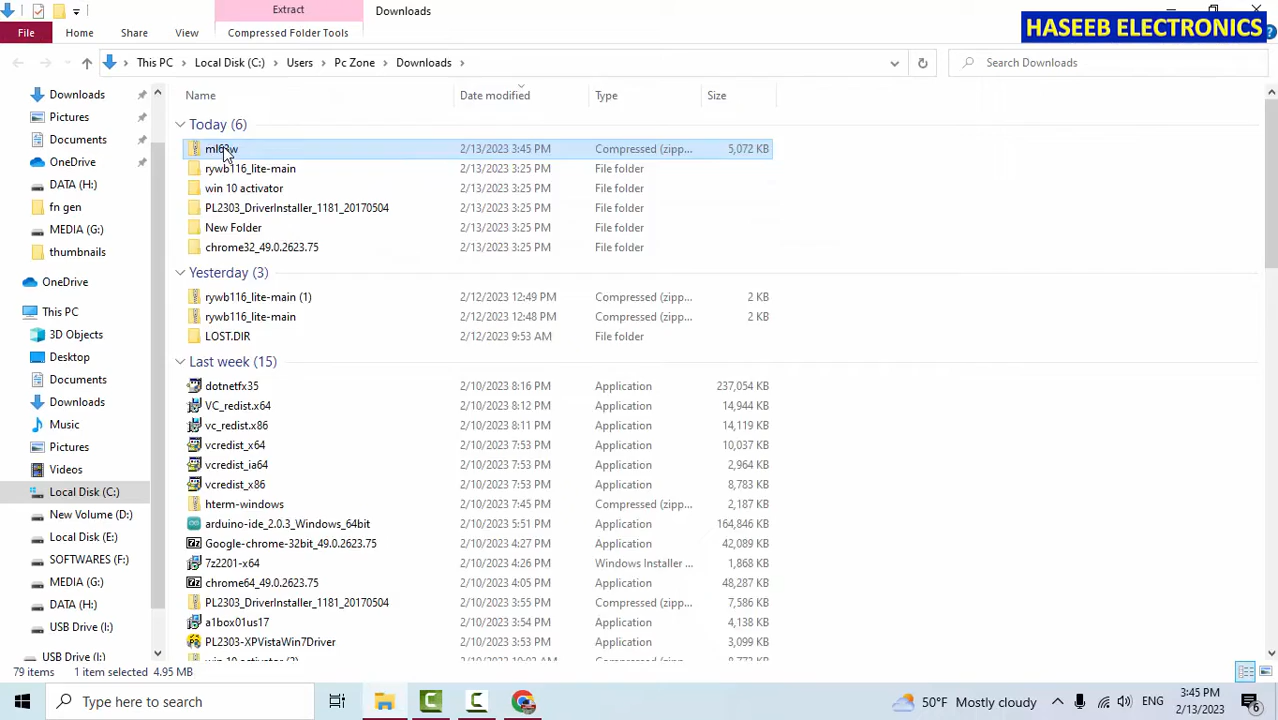 Extract
Downloads
HASEEB ELECTRONICS
File
Home
Share
View
Compressed Folder Tools
This PC
Local Disk (C:)
Users
Pc Zone
Downloads
Search Downloads
Name
Date modified
Type
Size
Downloads
Pictures
Documents
OneDrive
DATA (H:)
fn gen
MEDIA (G:)
thumbnails
OneDrive
This PC
3D Objects
Desktop
Documents
Downloads
Music
Pictures
Videos
Local Disk (C:)
New Volume (D:)
Local Disk (E:)
SOFTWARES (F:)
MEDIA (G:)
DATA (H:)
USB Drive (I:)
USB Drive (I:)
Today (6)
2/13/2023 3:45 PM Compressed (zipp... 5,072 KB
rywb116_lite-main 2/13/2023 3:25 PM File folder
win 10 activator 2/13/2023 3:25 PM File folder
PL2303_DriverInstaller_1181_20170504 2/13/2023 3:25 PM File folder
New Folder 2/13/2023 3:25 PM File folder
chrome32_49.0.2623.75 2/13/2023 3:25 PM File folder
Yesterday (3)
rywb116_lite-main (1) 2/12/2023 12:49 PM Compressed (zipp... 2 KB
rywb116_lite-main 2/12/2023 12:48 PM Compressed (zipp... 2 KB
LOST.DIR 2/12/2023 9:53 AM File folder
Last week (15)
dotnetfx35 2/10/2023 8:16 PM Application 237,054 KB
VC_redist.x64 2/10/2023 8:12 PM Application 14,944 KB
vc_redist.x86 2/10/2023 8:11 PM Application 14,119 KB
vcredist_x64 2/10/2023 7:53 PM Application 10,037 KB
vcredist_ia64 2/10/2023 7:53 PM Application 2,964 KB
vcredist_x86 2/10/2023 7:53 PM Application 8,783 KB
hterm-windows 2/10/2023 7:45 PM Compressed (zipp... 2,187 KB
arduino-ide_2.0.3_Windows_64bit 2/10/2023 5:51 PM Application 164,846 KB
Google-chrome-32bit_49.0.2623.75 2/10/2023 4:27 PM Application 42,089 KB
7z2201-x64 2/10/2023 4:26 PM Windows Installer ... 1,868 KB
chrome64_49.0.2623.75 2/10/2023 4:05 PM Application 48,287 KB
PL2303_DriverInstaller_1181_20170504 2/10/2023 3:55 PM Compressed (zipp... 7,586 KB
a1box01us17 2/10/2023 3:54 PM Application 4,138 KB
PL2303-XPVistaWin7Driver 2/10/2023 3:53 PM Application 3,099 KB
79 items 1 item selected 4.95 MB
Type here to search
50°F Mostly cloudy
ENG
3:45 PM
2/13/2023
6